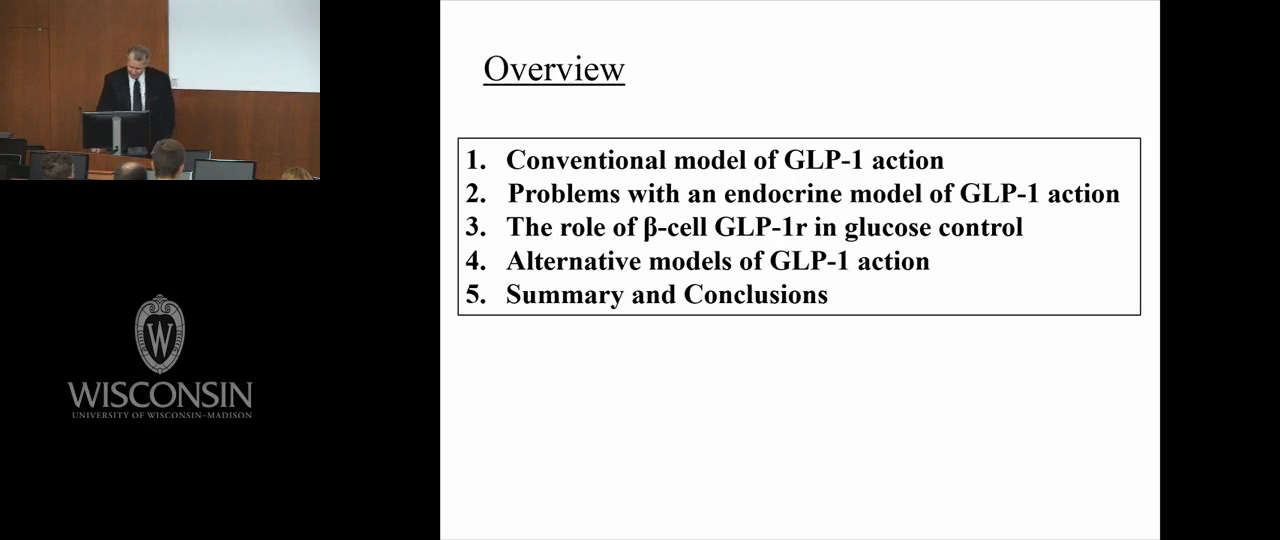 Overview
1. Conventional model of GLP-1 action
2. Problems with an endocrine model of GLP-1 action
3. The role of β-cell GLP-1r in glucose control
4. Alternative models of GLP-1 action
5. Summary and Conclusions
W
WISCONSIN
UNIVERSITY OF WISCONSIN–MADISON